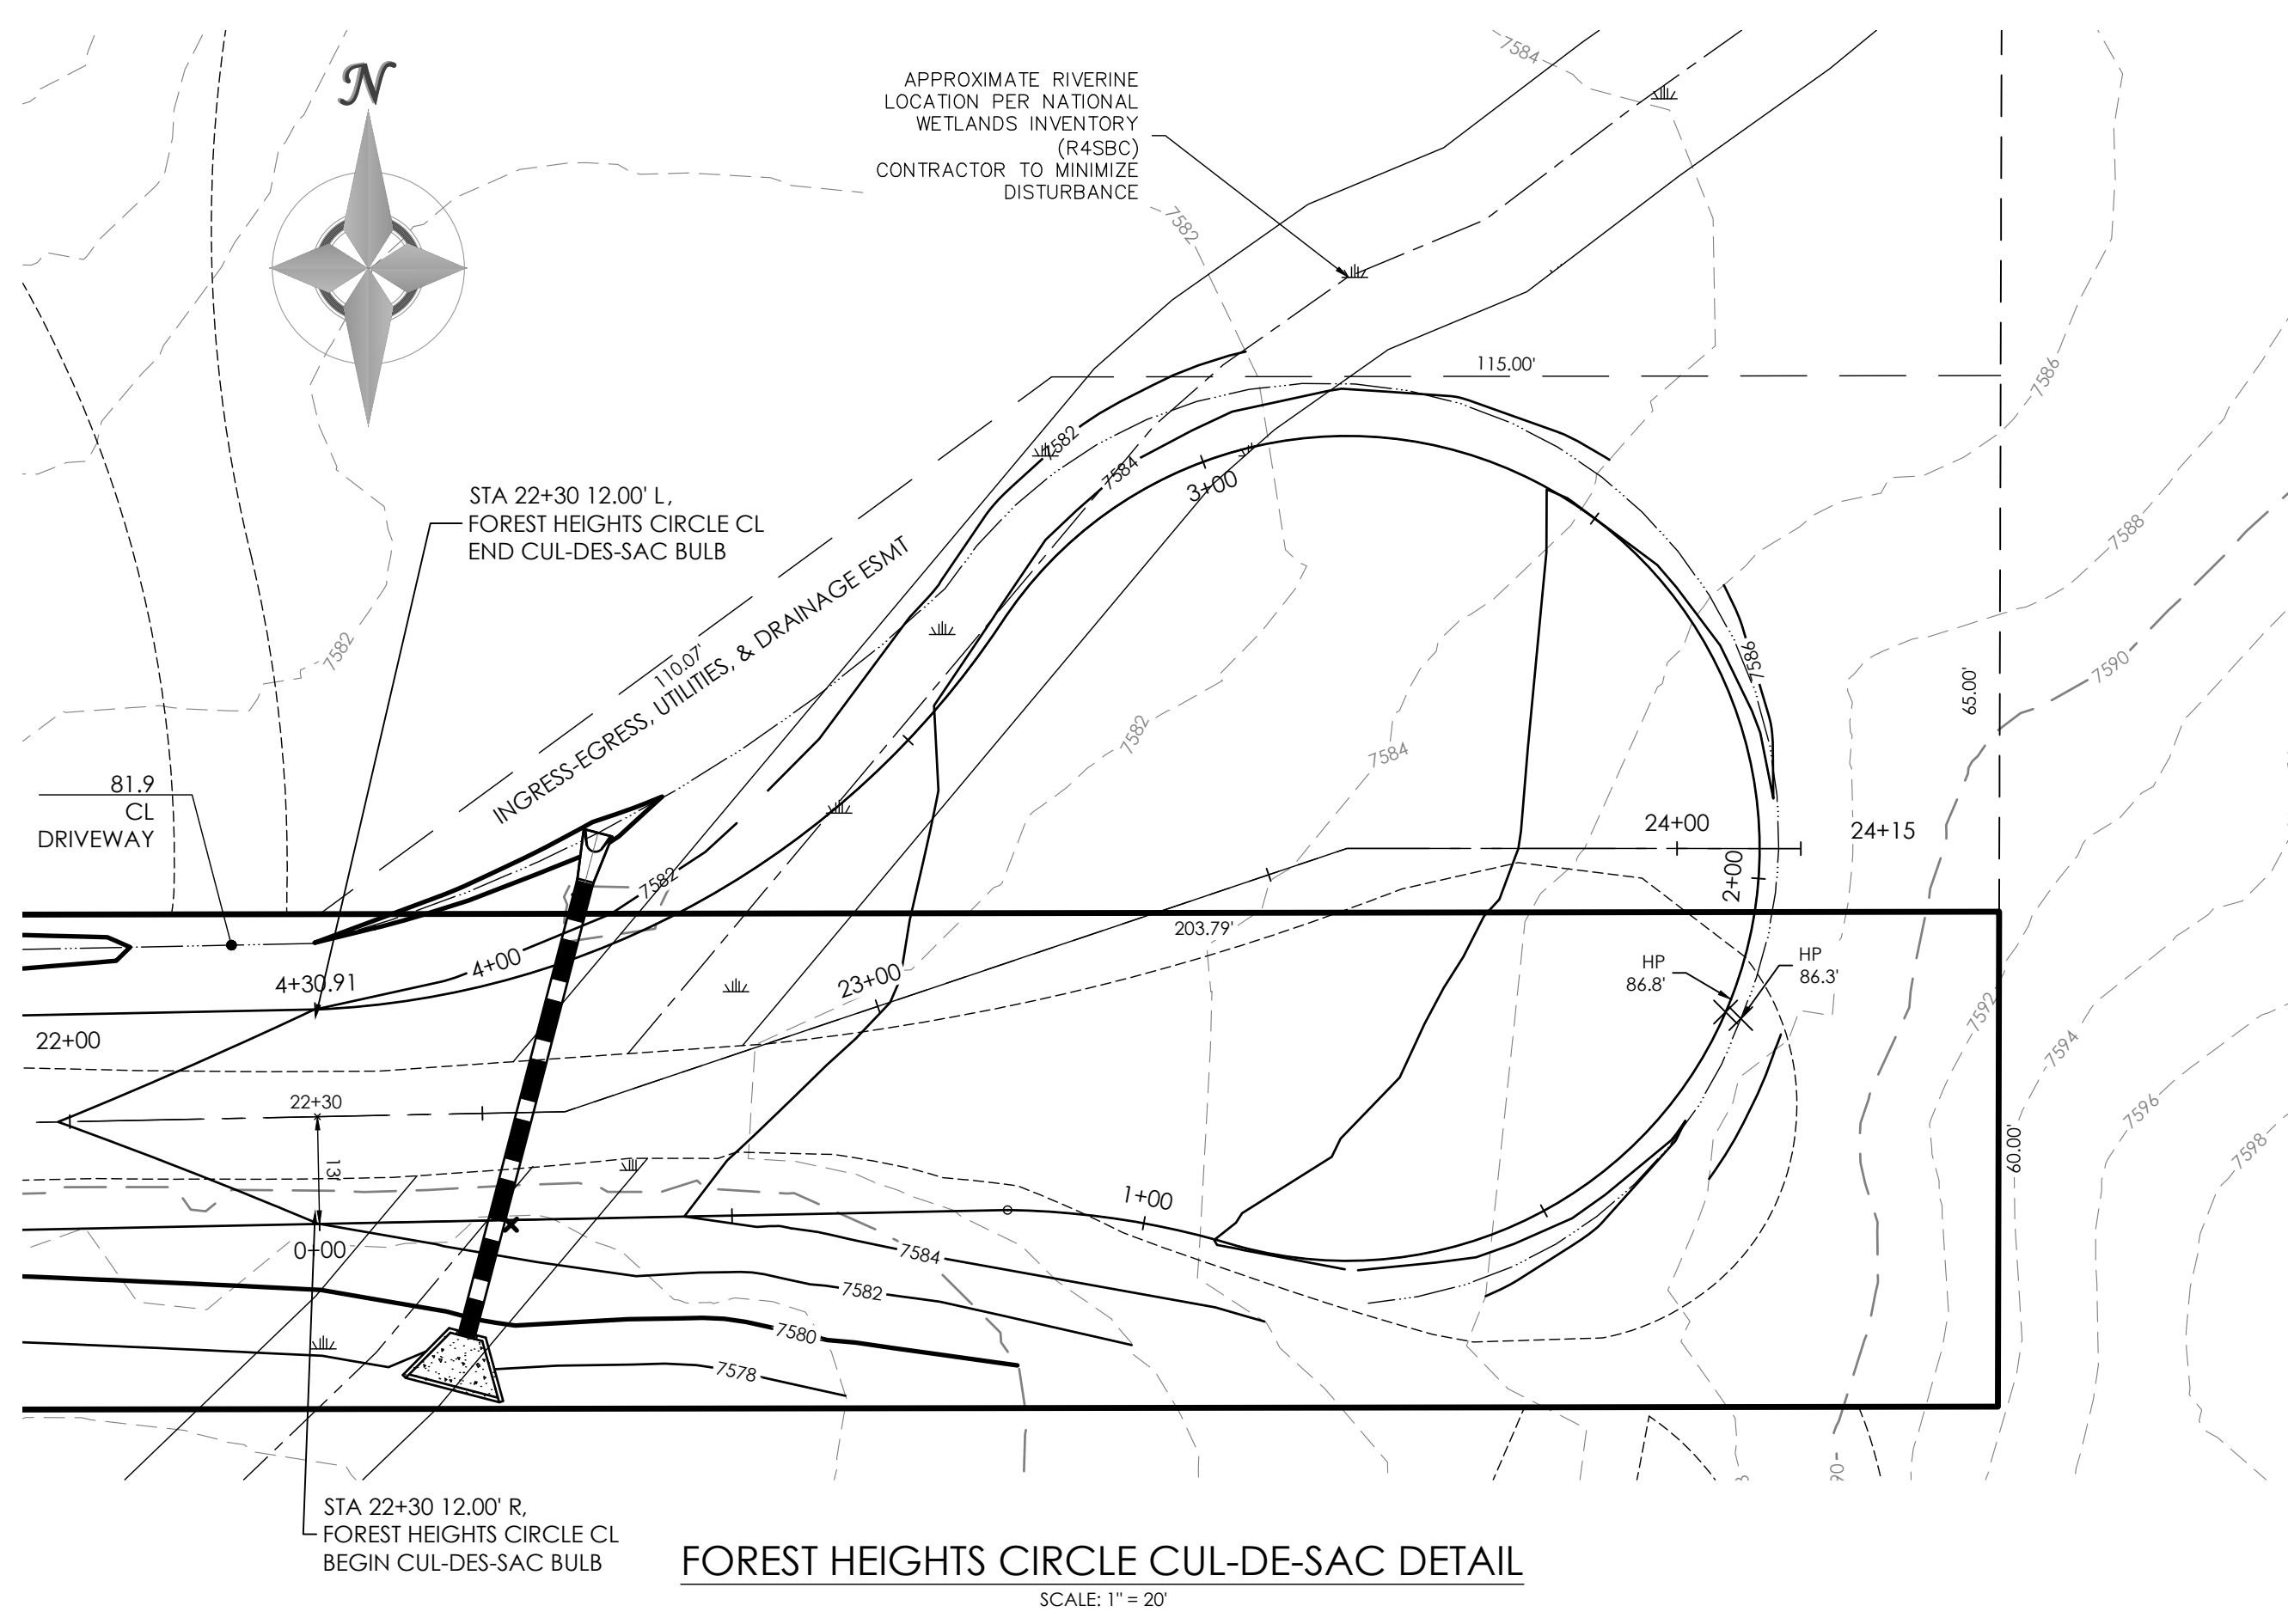 N
7584
APPROXIMATE RIVERINE
LOCATION PER NATIONAL
WETLANDS INVENTORY
(R4SBC)
CONTRACTOR TO MINIMIZE
DISTURBANCE
7582
115.00'
7586
7582
7584
3+00
STA 22+30 12.00' L,
FOREST HEIGHTS CIRCLE CL
END CUL-DES-SAC BULB
7588
INGRESS-EGRESS, UTILITIES, & DRAINAGE ESMT
110.07'
7582
7586
7590
65.00'
7582
7584
81.9
CL
DRIVEWAY
24+00
24+15
2+00
7582
203.79'
4+00
4+30.91
23+00
HP
86.8'
HP
86.3'
7592
22+00
7594
22+30
7596
13'
60.00'
7598
1+00
0+00
7584
7582
7580
7578
90
STA 22+30 12.00' R,
FOREST HEIGHTS CIRCLE CL
BEGIN CUL-DES-SAC BULB
FOREST HEIGHTS CIRCLE CUL-DE-SAC DETAIL
SCALE: 1" = 20'